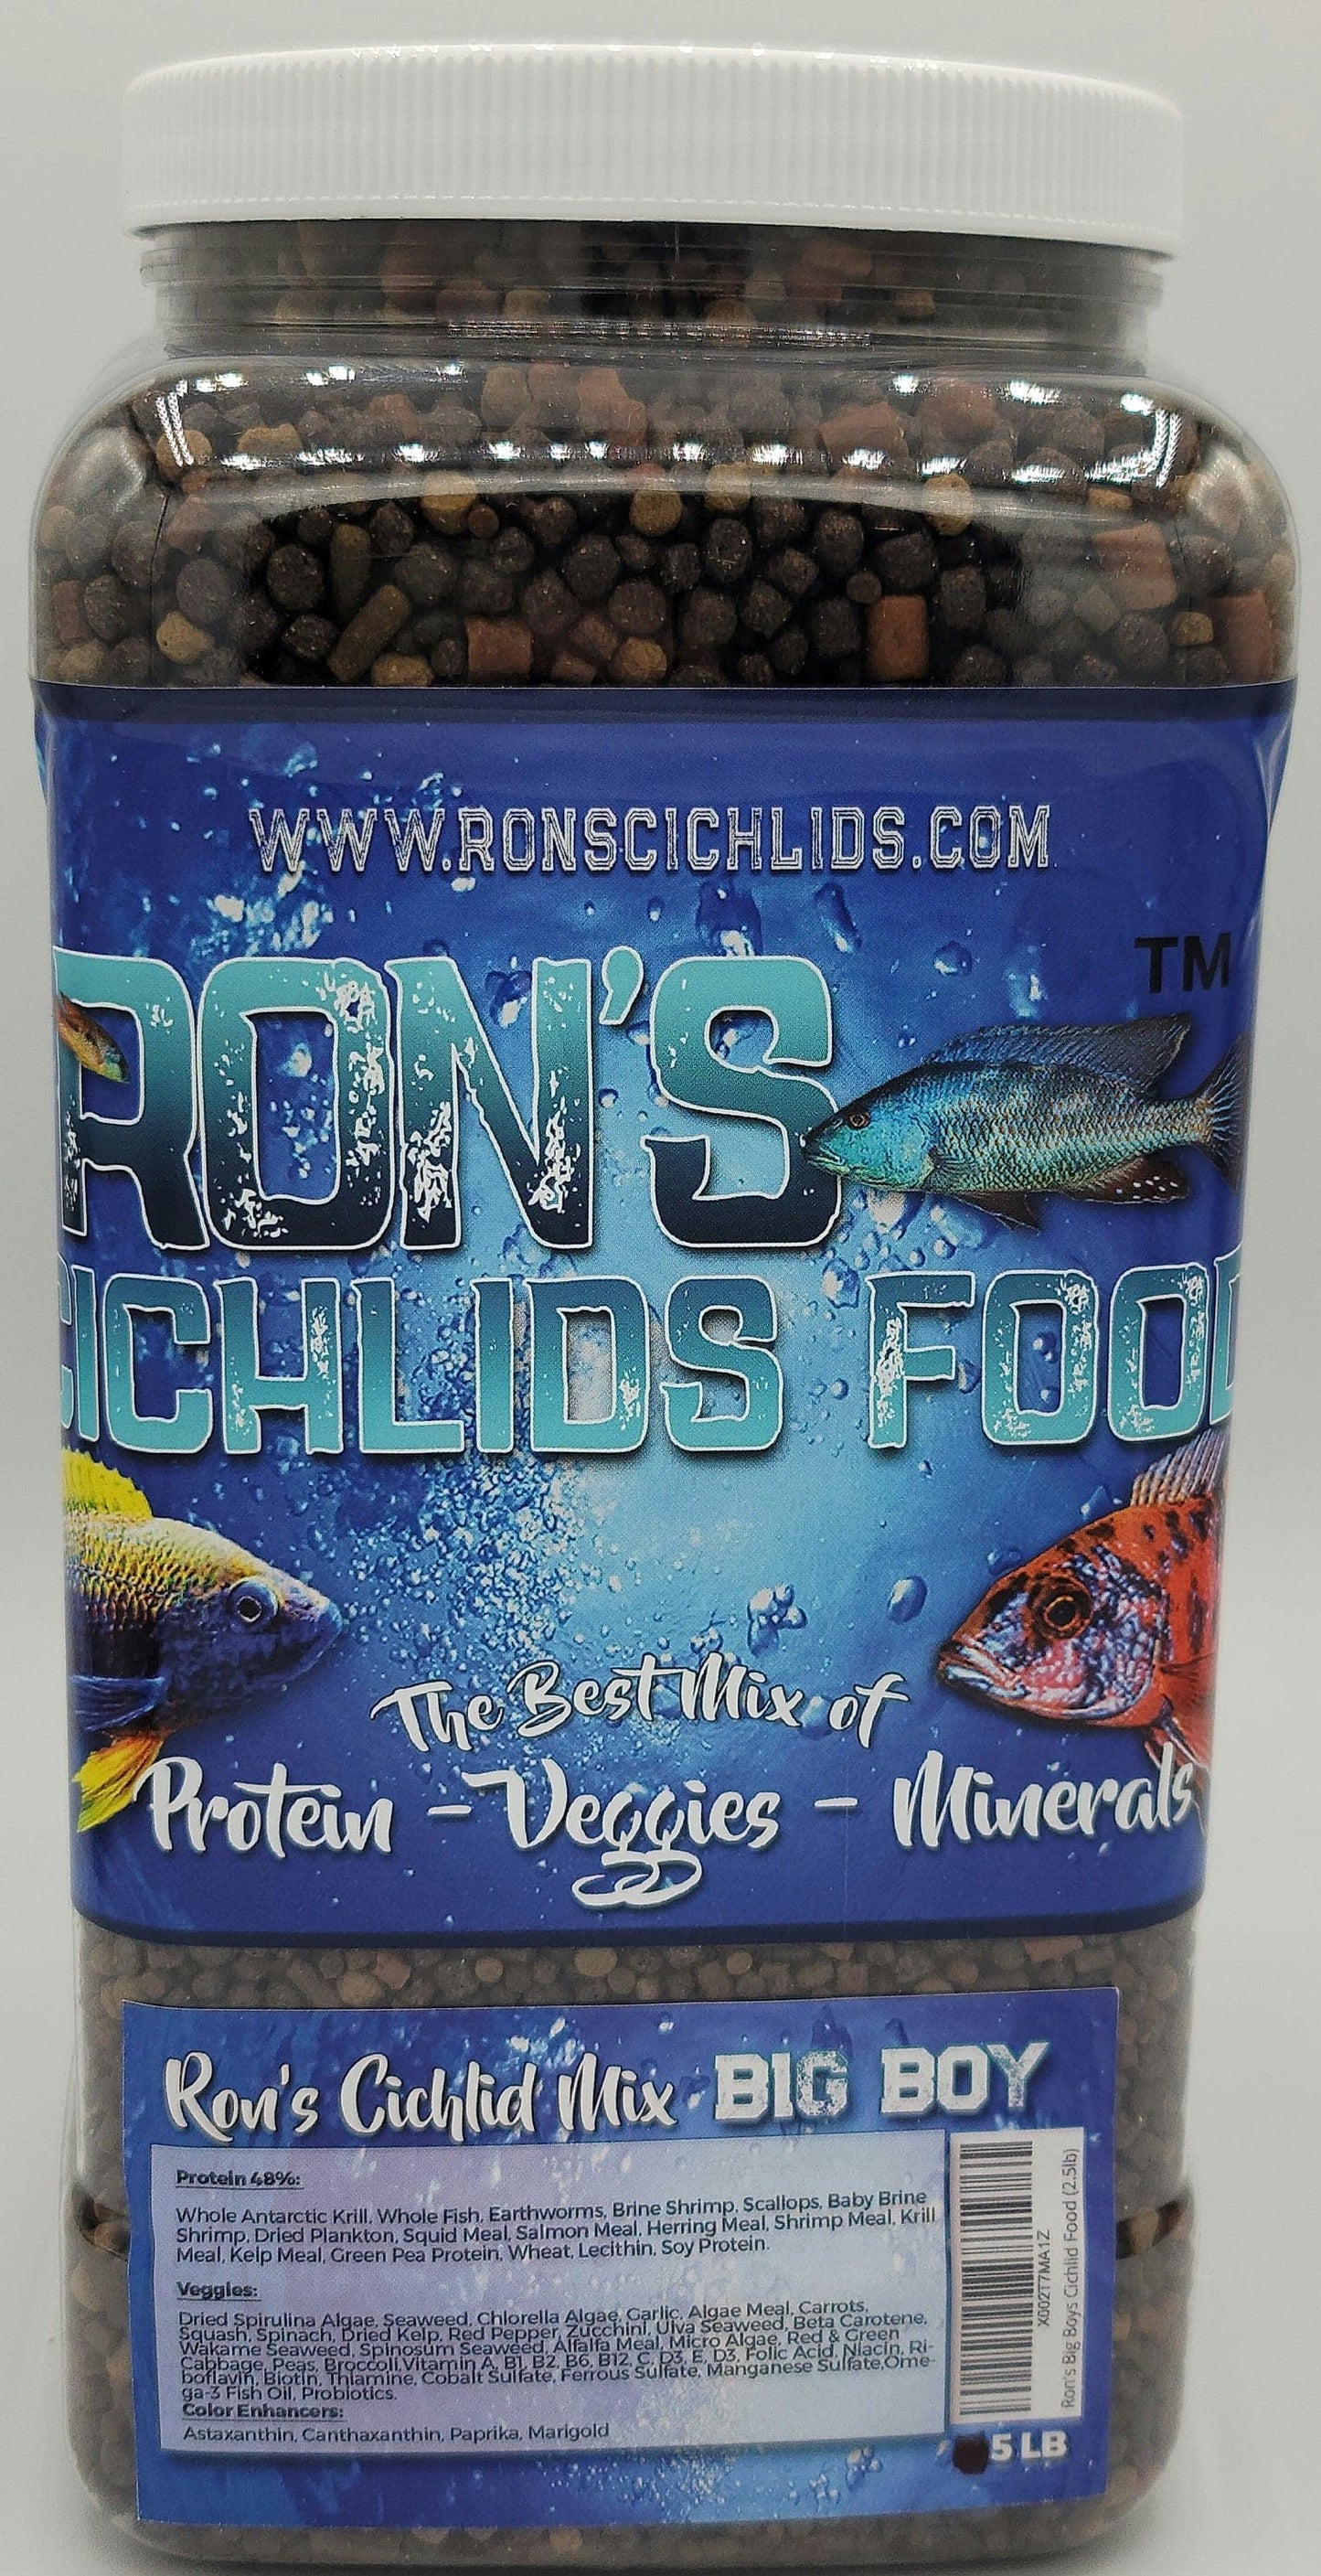 WWW.RONSCICHLIDS.COM
TM
RON'S
CICHLIDS FOOD
The Best Mix of
Protein - Veggies - Minerals
Ron's Cichlid Mix BIG BOY
Protein 48%:
Whole Antarctic Krill, Whole Fish, Earthworms, Brine Shrimp, Scallops, Baby Brine
Shrimp, Dried Plankton, Squid Meal, Salmon Meal, Herring Meal, Shrimp Meal, Krill
Meal, Kelp Meal, Green Pea Protein, Wheat, Lecithin, Soy Protein.
Veggies:
Dried Spirulina Algae, Seaweed, Chlorella Algae, Garlic, Algae Meal, Carrots,
Squash, Spinach, Dried Kelp, Red Pepper, Zucchini, Ulva Seaweed, Beta Carotene,
Wakame Seaweed, Spinosum Seaweed, Alfalfa Meal, Micro Algae, Red & Green
Cabbage, Peas, Broccoli,Vitamin A, B1, B2, B6, B12, C, D3, E, D3, Folic Acid, Niacin, Ri-
boflavin, Biotin, Thiamine, Cobalt Sulfate, Ferrous Sulfate, Manganese Sulfate,Ome-
ga-3 Fish Oil, Probiotics.
Color Enhancers:
Astaxanthin, Canthaxanthin, Paprika, Marigold
X002T7MA1Z
Ron's Big Boys Cichlid Food (2.5lb)
5 LB